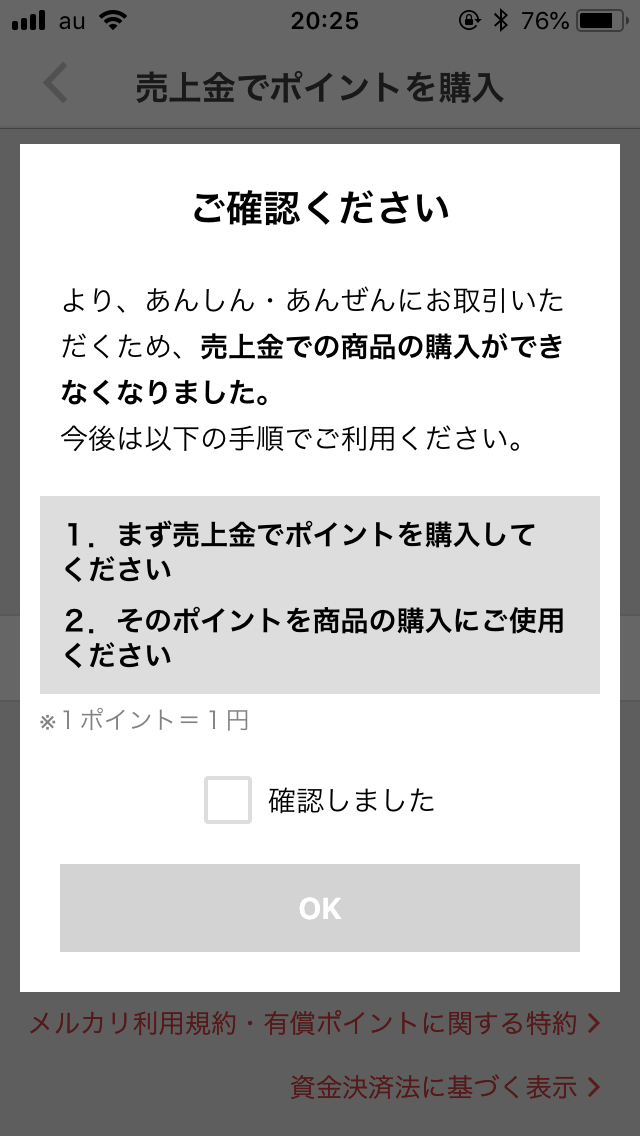 au 20:25 76%
売上金でポイントを購入
ご確認ください
より、あんしん・あんぜんにお取引いた
だくため、売上金での商品の購入ができ
なくなりました。
今後は以下の手順でご利用ください。
１．まず売上金でポイントを購入して
ください
２．そのポイントを商品の購入にご使用
ください
※１ポイント＝１円
確認しました
OK
メルカリ利用規約・有償ポイントに関する特約
資金決済法に基づく表示